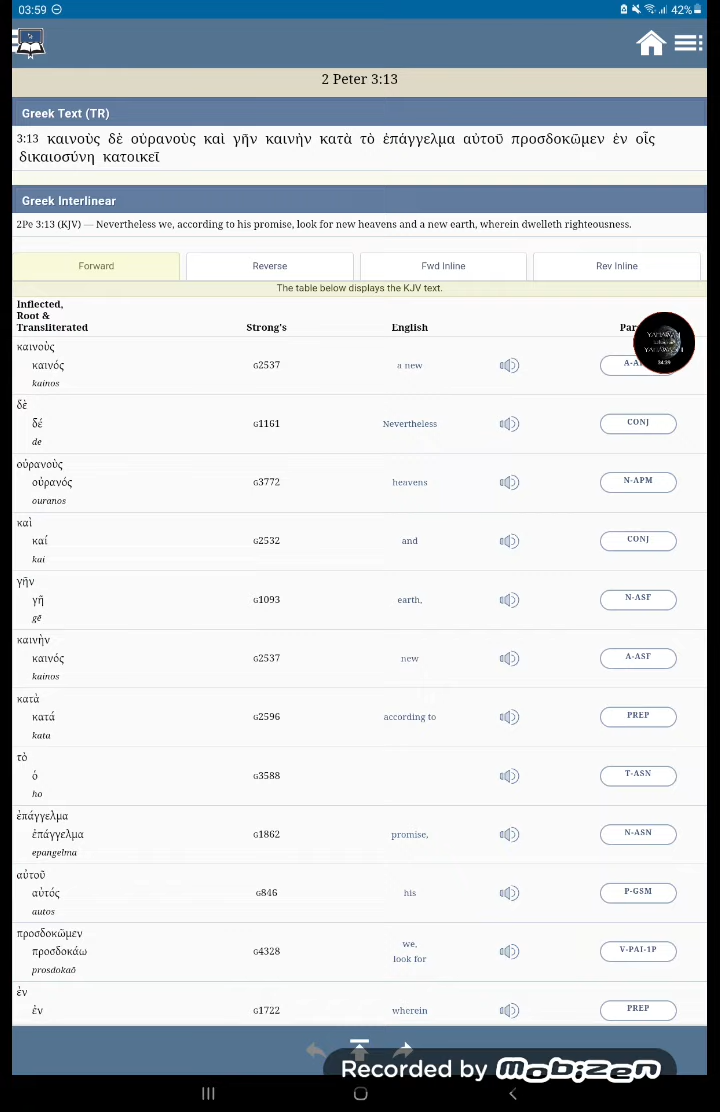 03:59
42%
2 Peter 3:13
Greek Text (TR)
3:13 καινοὺς δὲ οὐρανοὺς καὶ γῆν καινὴν κατὰ τὸ ἐπάγγελμα αὐτοῦ προσδοκῶμεν ἐν οἷς
δικαιοσύνη κατοικεῖ
Greek Interlinear
2Pe 3:13 (KJV) — Nevertheless we, according to his promise, look for new heavens and a new earth, wherein dwelleth righteousness.
Forward Reverse Fwd Inline Rev Inline
The table below displays the KJV text.
Inflected,
Root &
Transliterated Strong's English
καινοὺς
καινός G2537 a new
kainos
δὲ
δέ G1161 Nevertheless CONJ
de
οὐρανοὺς
οὐρανός G3772 heavens N-APM
ouranos
καὶ
καί G2532 and CONJ
kai
γῆν
γῆ G1093 earth, N-ASF
gē
καινὴν
καινός G2537 new A-ASF
kainos
κατὰ
κατά G2596 according to PREP
kata
τὸ
ὁ G3588 T-ASN
ho
ἐπάγγελμα
ἐπάγγελμα G1862 promise, N-ASN
epangelma
αὐτοῦ
αὐτός G846 his P-GSM
autos
προσδοκῶμεν
προσδοκάω G4328 we, look for V-PAI-1P
prosdokaō
ἐν
ἐν G1722 wherein PREP
Recorded by mobizen